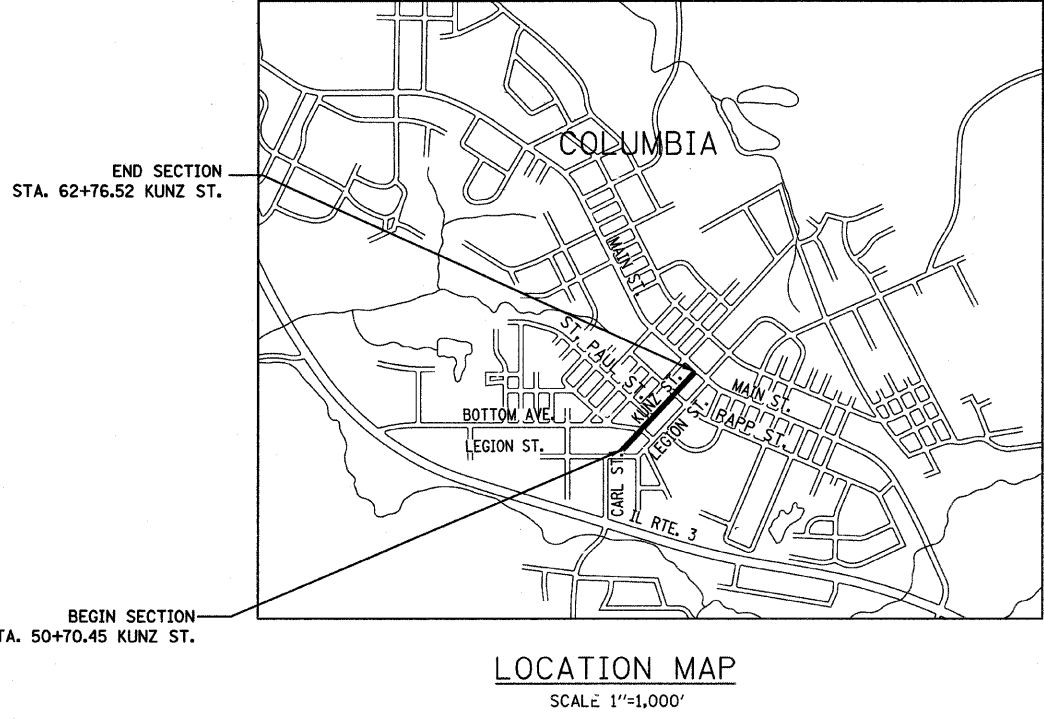 COLUMBIA
END SECTION
STA. 62+76.52 KUNZ ST.
MAIN ST.
ST. PAUL ST.
KUNZ ST.
MAIN ST.
BOTTOM AVE.
LEGION ST.
RAPP ST.
LEGION ST.
CARL ST.
IL RTE. 3
BEGIN SECTION
TA. 50+70.45 KUNZ ST.
LOCATION MAP
SCALE 1"=1,000'